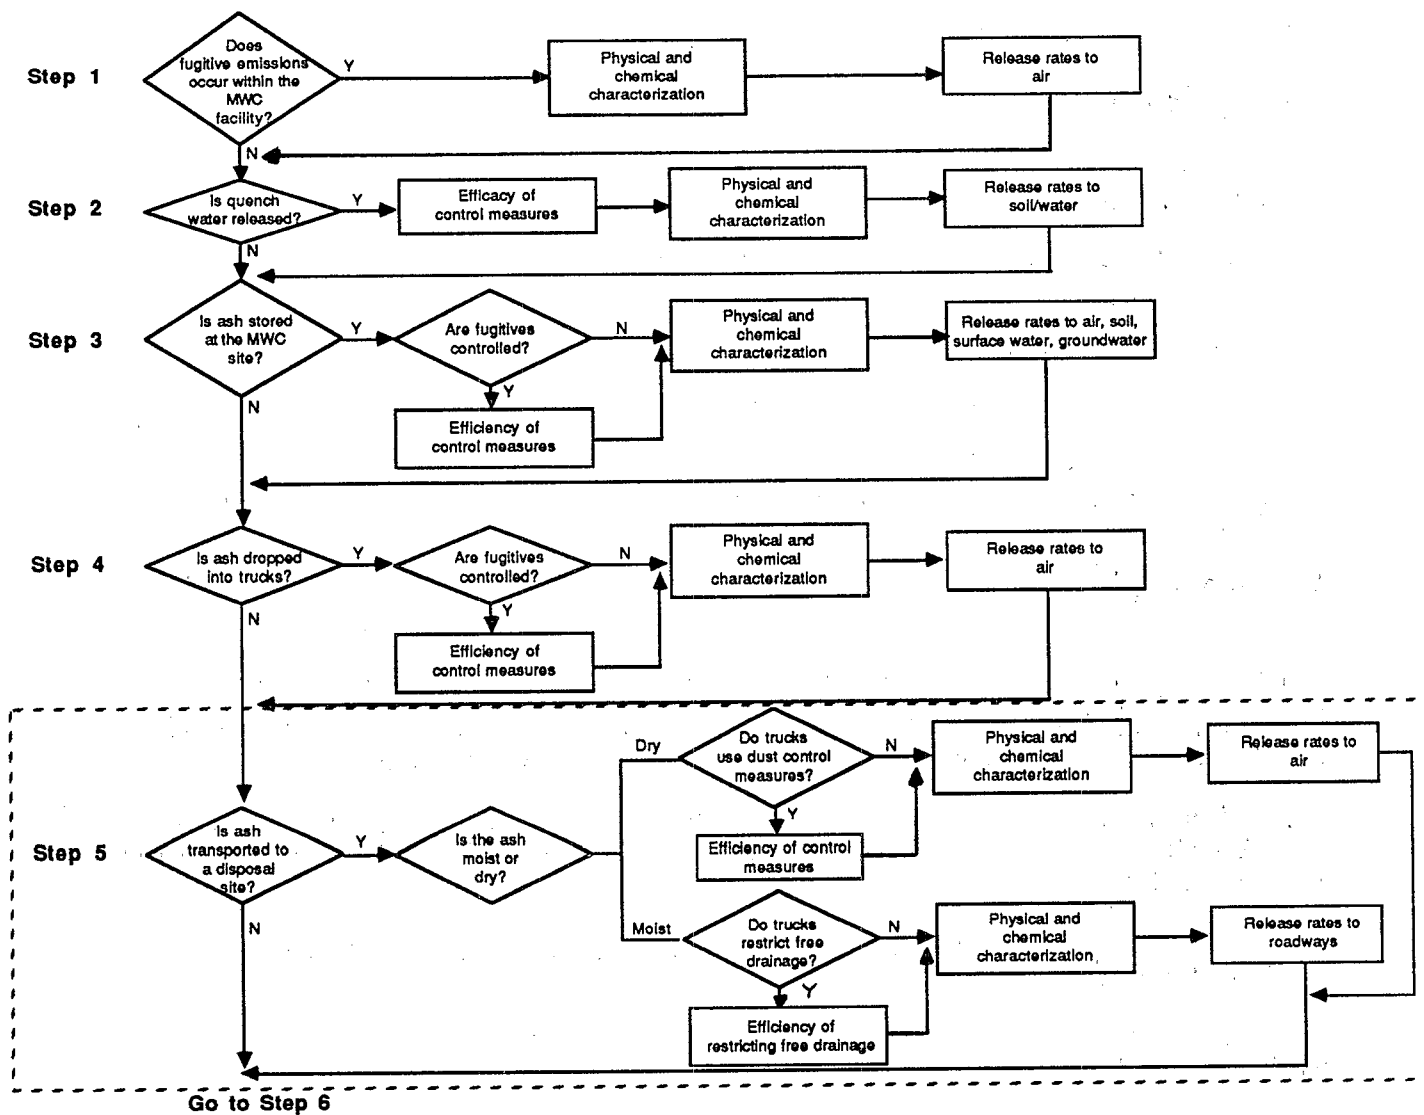 Step 1
Does
fugitive emissions
occur within the
MWC
facility?
Y
Physical and
chemical
characterization
Release rates to
air
N
Step 2
Is quench
water released?
Y
Efficacy of
control measures
Physical and
chemical
characterization
Release rates to
soil/water
N
Step 3
Is ash stored
at the MWC
site?
Y
Are fugitives
controlled?
N
Physical and
chemical
characterization
Release rates to air, soil,
surface water, groundwater
Y
Efficiency of
control measures
N
Step 4
Is ash dropped
into trucks?
Y
Are fugitives
controlled?
N
Physical and
chemical
characterization
Release rates to
air
Y
Efficiency of
control measures
N
Step 5
Is ash
transported to
a disposal
site?
Y
Is the ash
moist or
dry?
Dry
Do trucks
use dust control
measures?
N
Physical and
chemical
characterization
Release rates to
air
Y
Efficiency of control
measures
Moist
Do trucks
restrict free
drainage?
N
Physical and
chemical
characterization
Release rates to
roadways
Y
Efficiency of
restricting free drainage
N
Go to Step 6